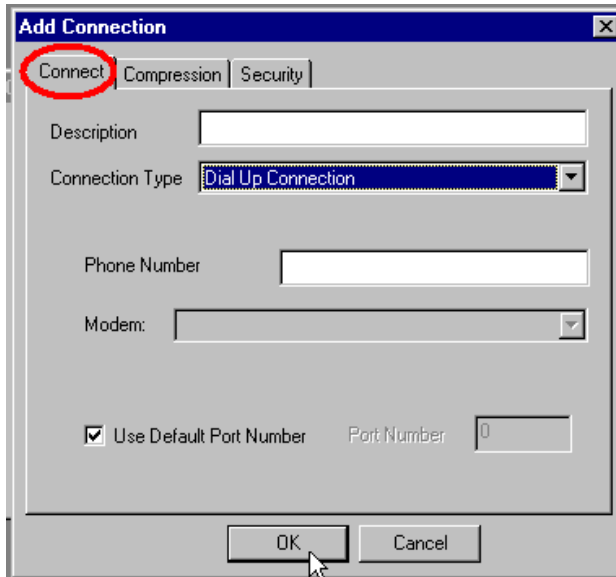 Add Connection
Connect Compression Security
Description
Connection Type Dial Up Connection
Phone Number
Modem:
Use Default Port Number Port Number 0
OK Cancel